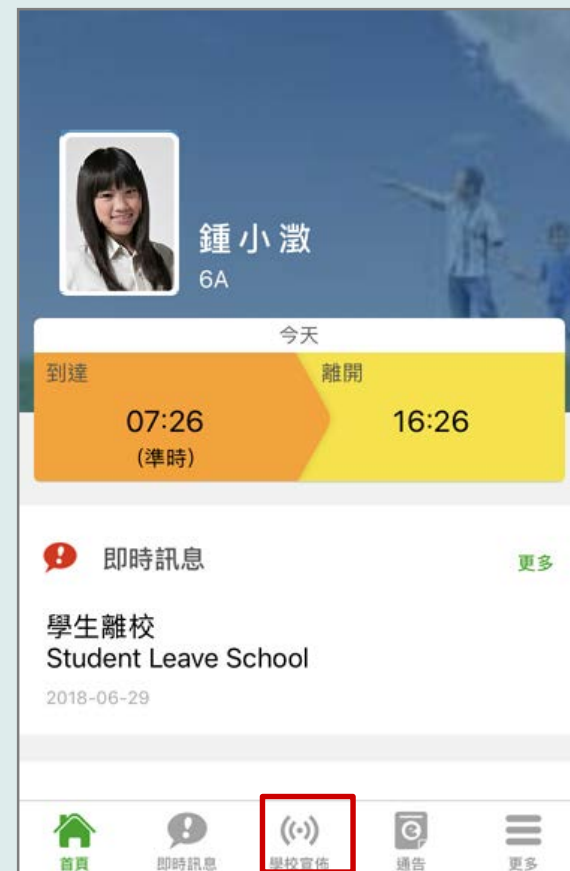 鍾小澂
6A
今天
到達
離開
07:26
16:26
(準時)
即時訊息
更多
學生離校
Student Leave School
2018-06-29
首頁
即時訊息
學校宣佈
通告
更多